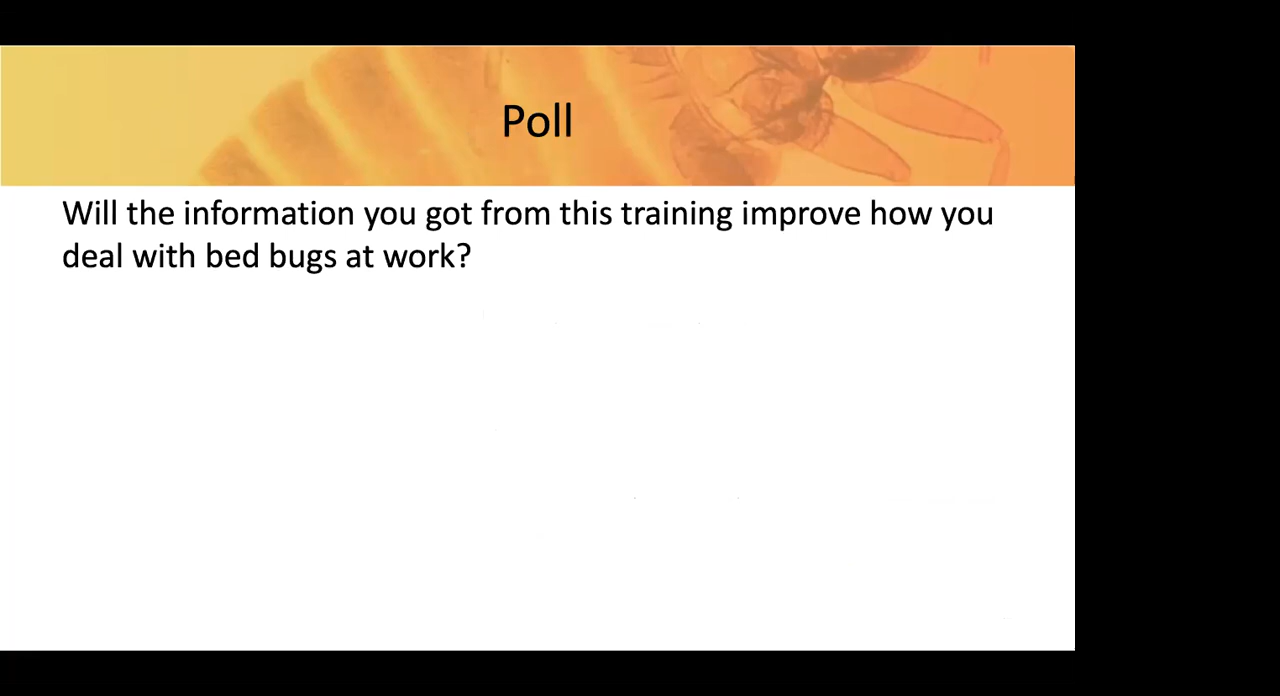 Poll
Will the information you got from this training improve how you
deal with bed bugs at work?